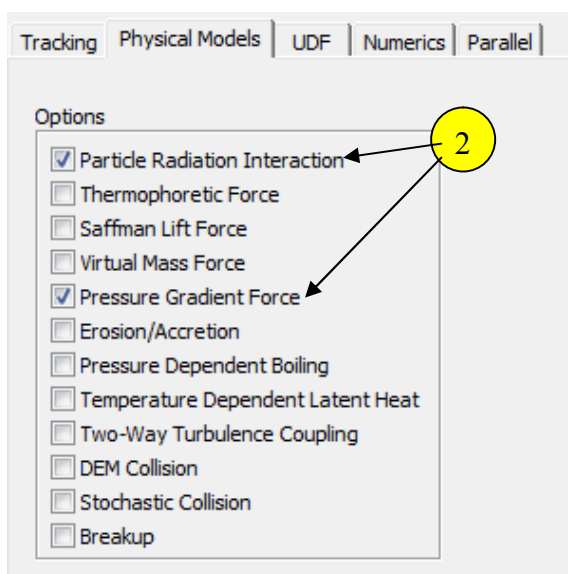 Tracking Physical Models UDF Numerics Parallel
Options
2
Particle Radiation Interaction
Thermophoretic Force
Saffman Lift Force
Virtual Mass Force
Pressure Gradient Force
Erosion/Accretion
Pressure Dependent Boiling
Temperature Dependent Latent Heat
Two-Way Turbulence Coupling
DEM Collision
Stochastic Collision
Breakup